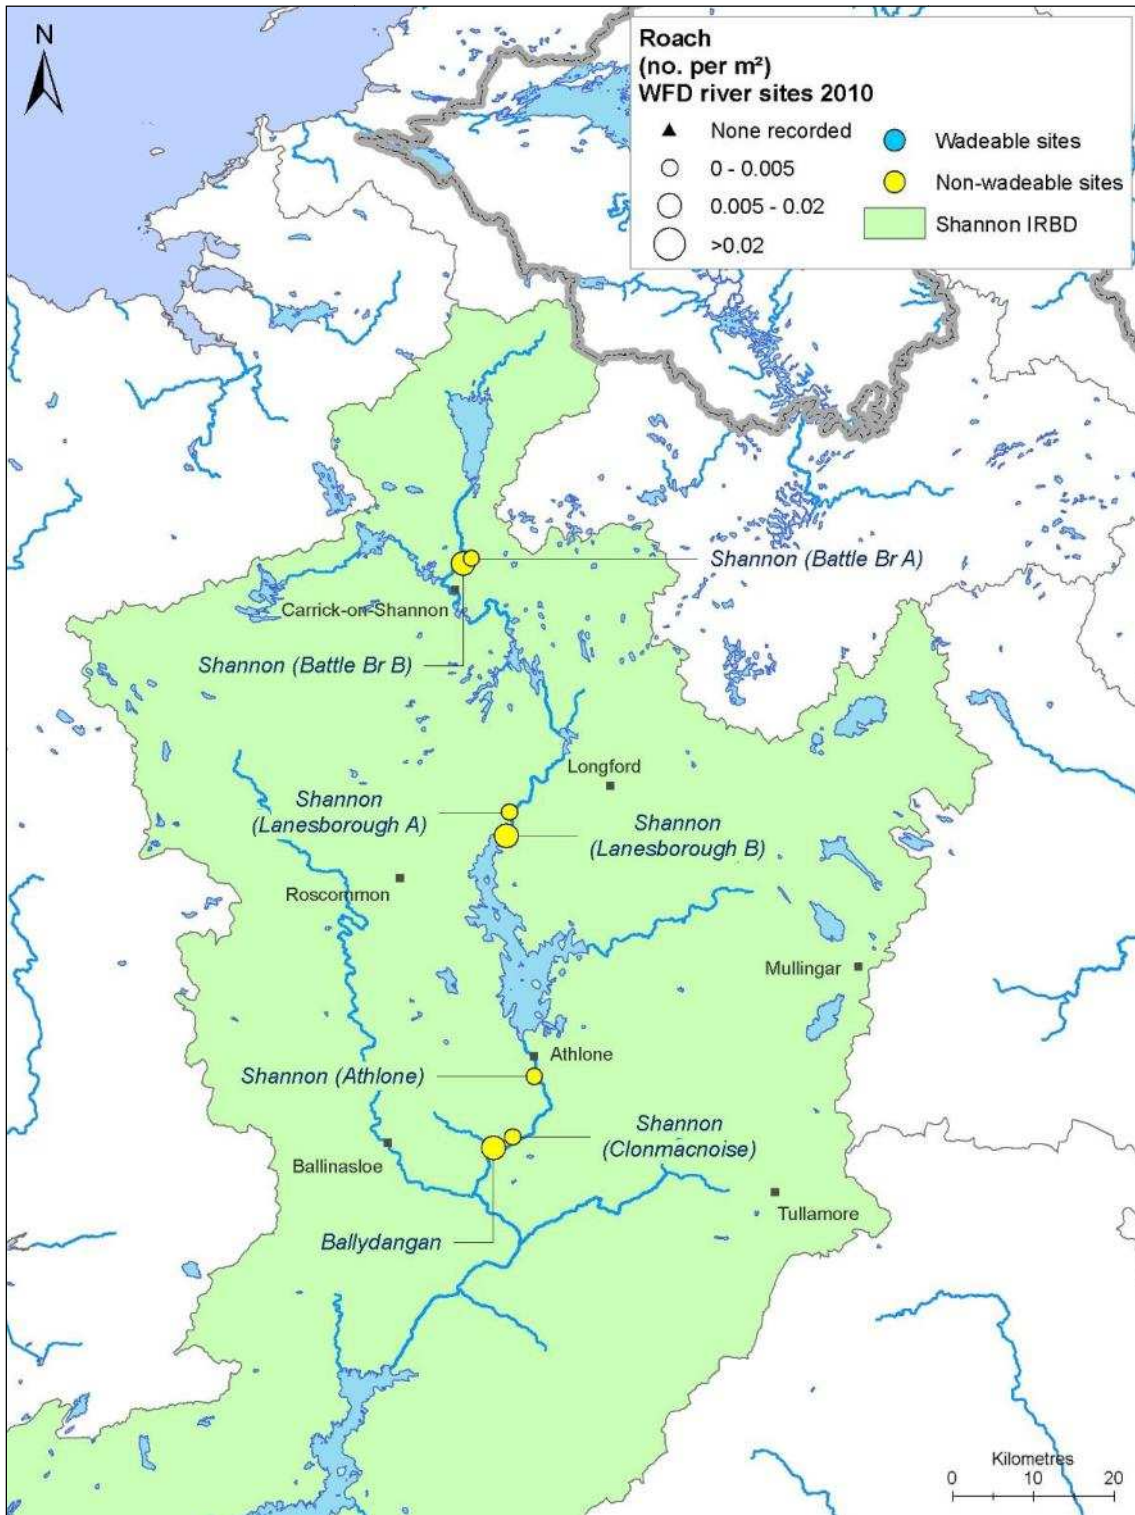 N
Roach
(no. per m²)
WFD river sites 2010
None recorded
0 - 0.005
0.005 - 0.02
>0.02
Wadeable sites
Non-wadeable sites
Shannon IRBD
Shannon (Battle Br A)
Carrick-on-Shannon
Shannon (Battle Br B)
Longford
Shannon
(Lanesborough A)
Shannon
(Lanesborough B)
Roscommon
Mullingar
Athlone
Shannon (Athlone)
Shannon
(Clonmacnoise)
Ballinasloe
Tullamore
Ballydangan
Kilometres
0 10 20